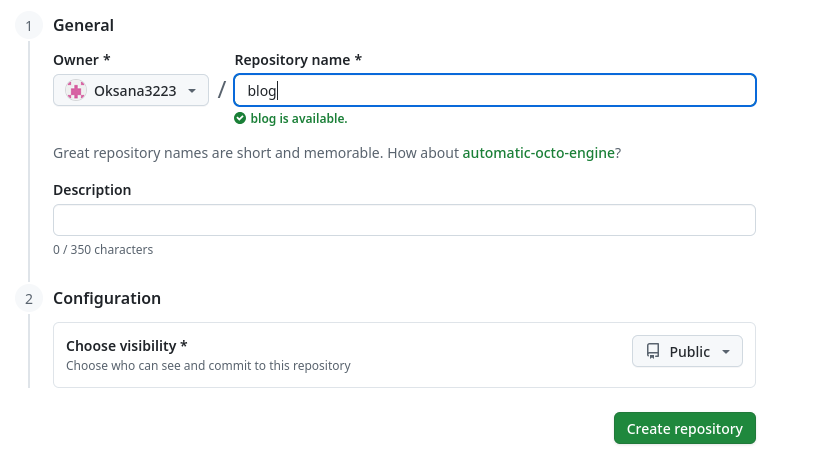 1 General
Owner * Repository name *
Oksana3223 / blog
blog is available.
Great repository names are short and memorable. How about automatic-octo-engine?
Description
0 / 350 characters
2 Configuration
Choose visibility *
Choose who can see and commit to this repository
Public
Create repository